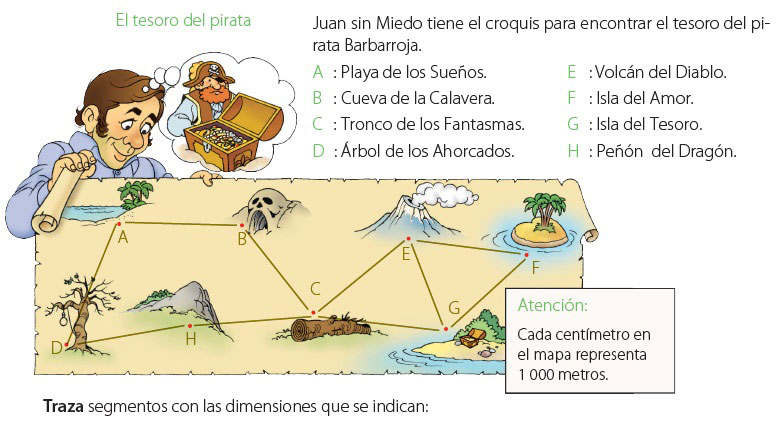 El tesoro del pirata
Juan sin Miedo tiene el croquis para encontrar el tesoro del pi-
rata Barbarroja.
A : Playa de los Sueños.
B : Cueva de la Calavera.
C : Tronco de los Fantasmas.
D : Árbol de los Ahorcados.
E : Volcán del Diablo.
F : Isla del Amor.
G : Isla del Tesoro.
H : Peñón del Dragón.
A
B
C
D
E
F
G
H
Atención:
Cada centímetro en
el mapa representa
1 000 metros.
Traza segmentos con las dimensiones que se indican: